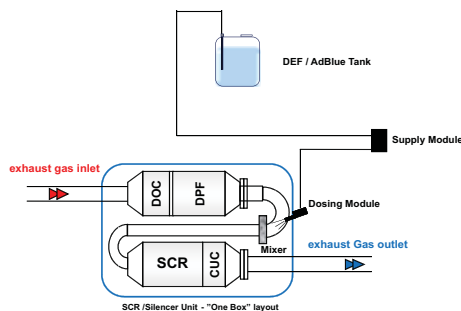 DEF / AdBlue Tank
Supply Module
exhaust gas inlet
DOC
DPF
Dosing Module
Mixer
exhaust Gas outlet
SCR
CUC
SCR /Silencer Unit - "One Box" layout